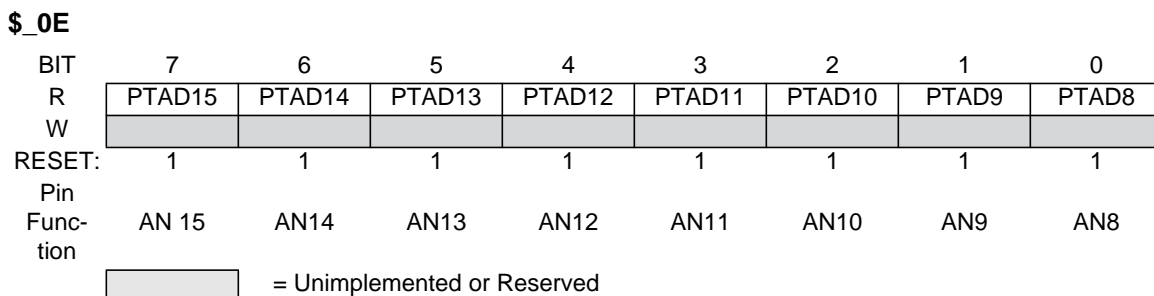 $_0E
BIT 7 6 5 4 3 2 1 0
R PTAD15 PTAD14 PTAD13 PTAD12 PTAD11 PTAD10 PTAD9 PTAD8
W
RESET: 1 1 1 1 1 1 1 1
Pin
Func- AN 15 AN14 AN13 AN12 AN11 AN10 AN9 AN8
tion
= Unimplemented or Reserved